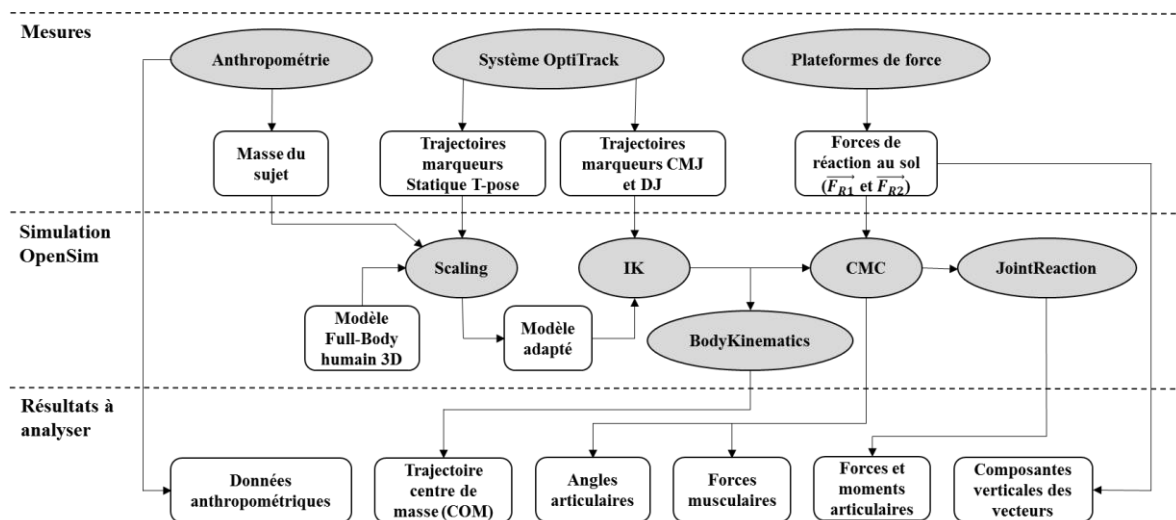 Mesures
Anthropométrie
Système OptiTrack
Plateformes de force
Masse du
sujet
Trajectoires
marqueurs
Statique T-pose
Trajectoires
marqueurs CMJ
et DJ
Forces de
réaction au sol
(F_R1 et F_R2)
Simulation
OpenSim
Scaling
IK
CMC
JointReaction
Modèle
Full-Body
humain 3D
Modèle
adapté
BodyKinematics
Résultats à
analyser
Données
anthropométriques
Trajectoire
centre de
masse (COM)
Angles
articulaires
Forces
musculaires
Forces et
moments
articulaires
Composantes
verticales des
vecteurs